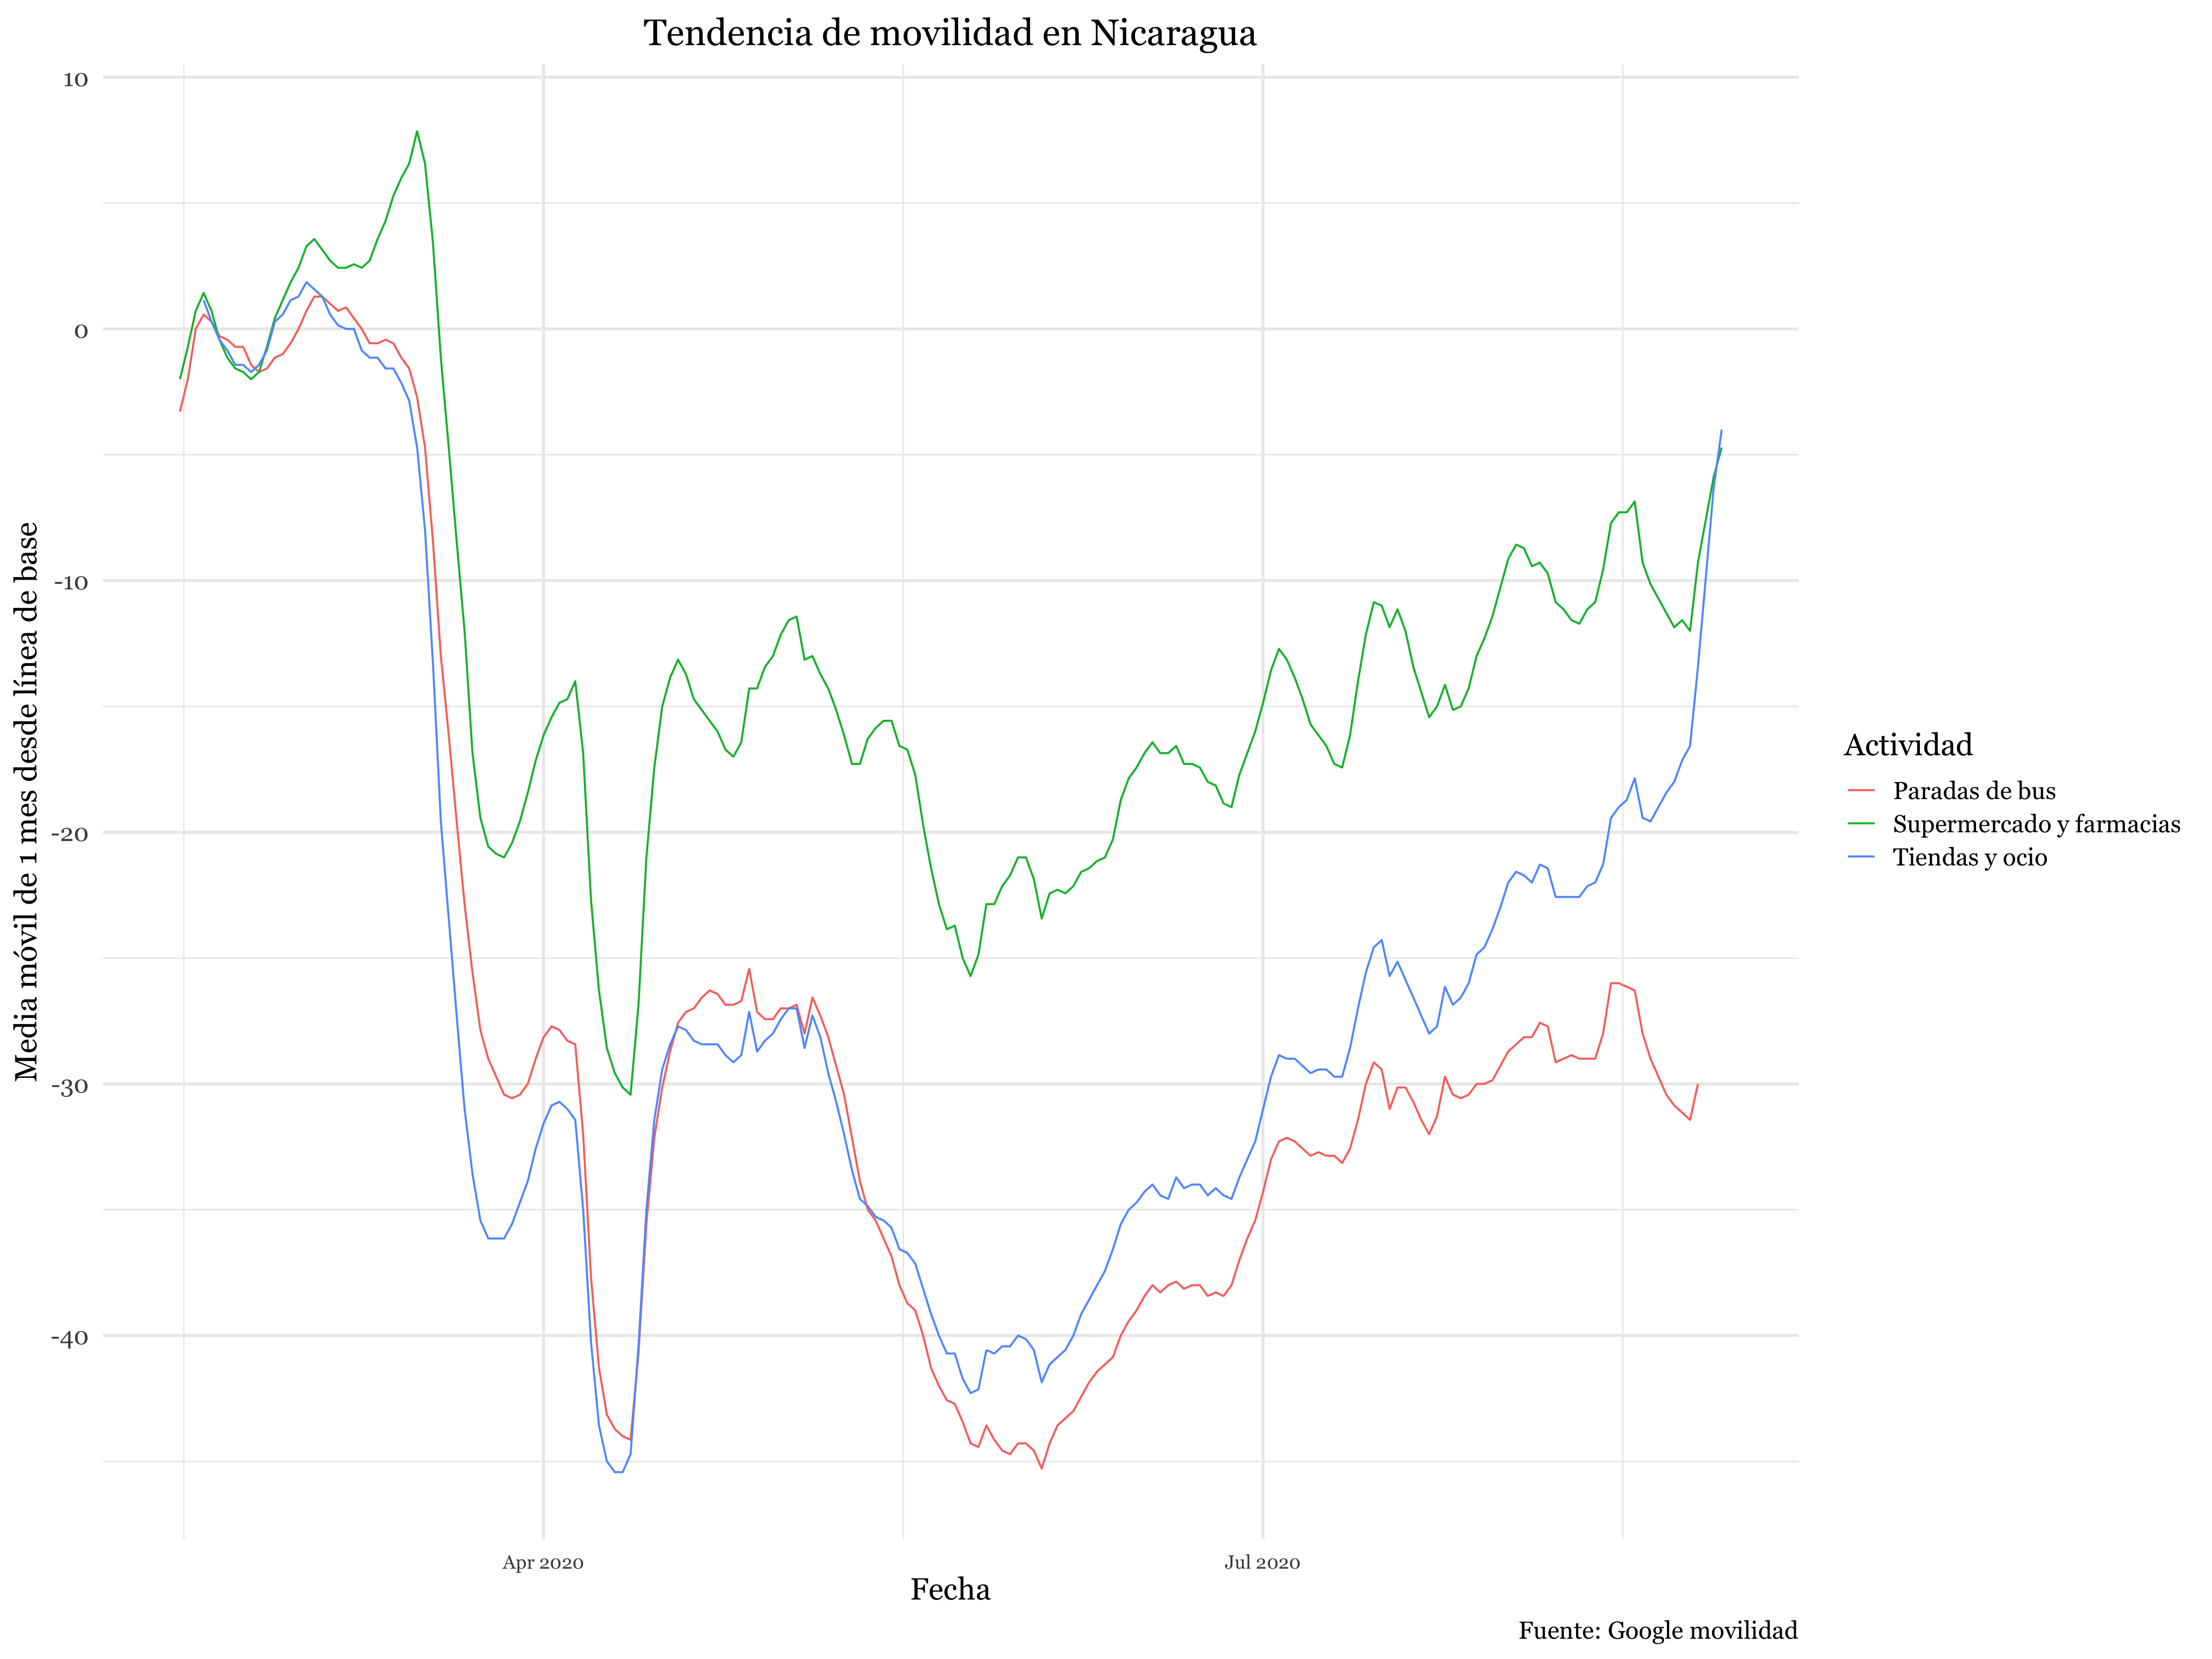 Tendencia de movilidad en Nicaragua
Media móvil de 1 mes desde línea de base
10
0
-10
-20
-30
-40
Apr 2020
Jul 2020
Fecha
Actividad
Paradas de bus
Supermercado y farmacias
Tiendas y ocio
Fuente: Google movilidad